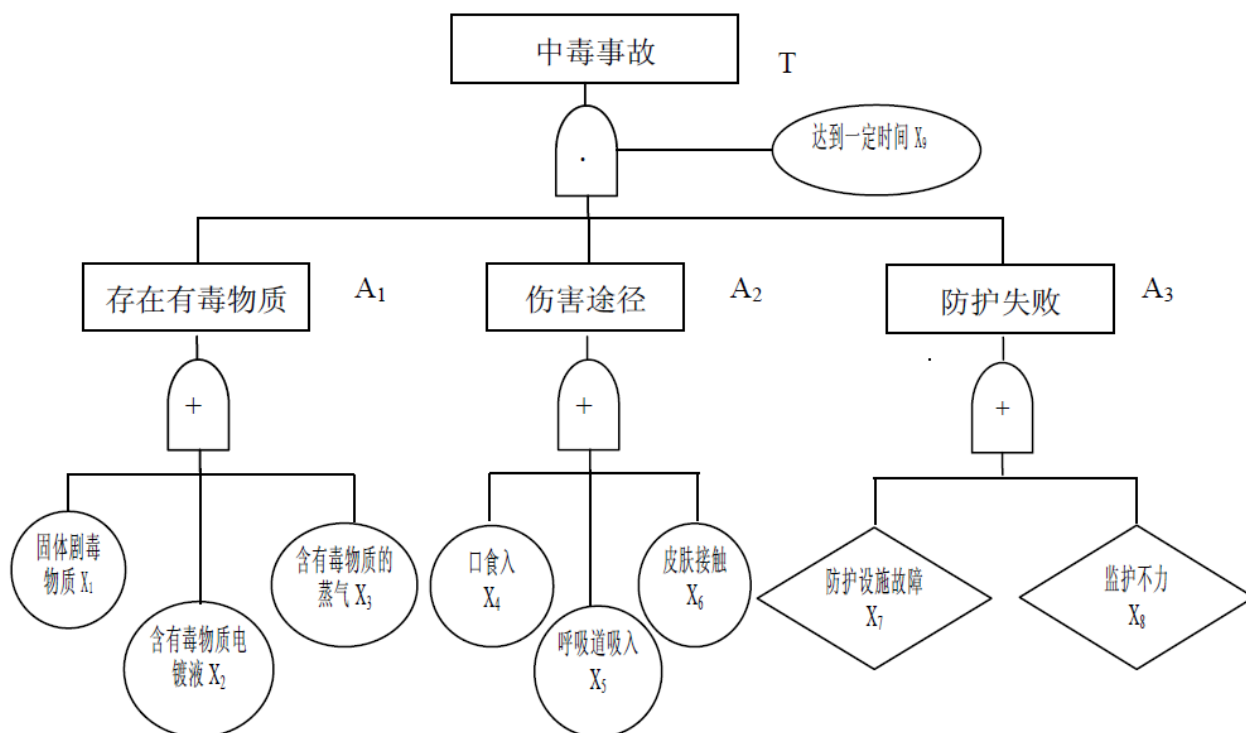 中毒事故
T
达到一定时间 X₉
·
存在有毒物质
A₁
伤害途径
A₂
防护失败
A₃
+
+
+
固体剧毒
物质 X₁
含有毒物质电
镀液 X₂
含有毒物质的
蒸气 X₃
口食入
X₄
呼吸道吸入
X₅
皮肤接触
X₆
防护设施故障
X₇
监护不力
X₈